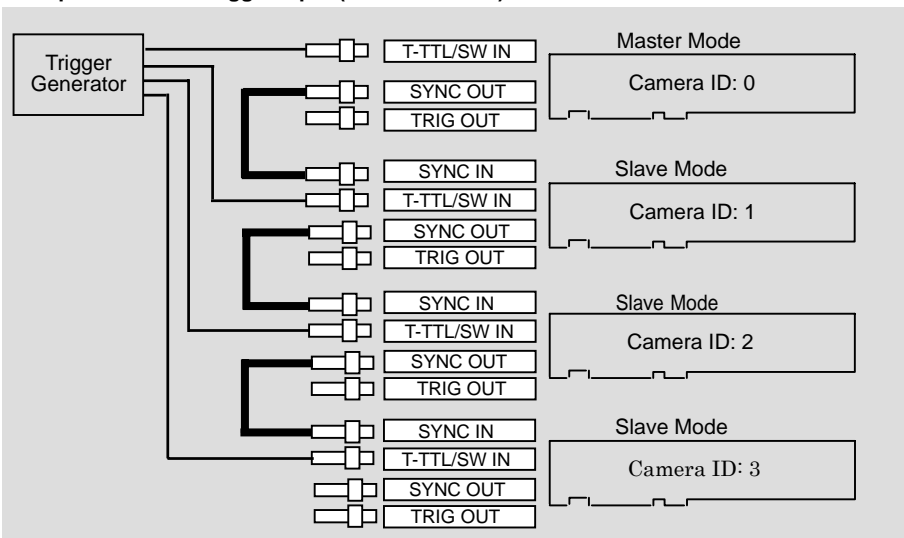 Trigger
Generator
T-TTL/SW IN
Master Mode
Camera ID: 0
SYNC OUT
TRIG OUT
SYNC IN
Slave Mode
T-TTL/SW IN
Camera ID: 1
SYNC OUT
TRIG OUT
SYNC IN
Slave Mode
T-TTL/SW IN
Camera ID: 2
SYNC OUT
TRIG OUT
SYNC IN
Slave Mode
T-TTL/SW IN
Camera ID: 3
SYNC OUT
TRIG OUT